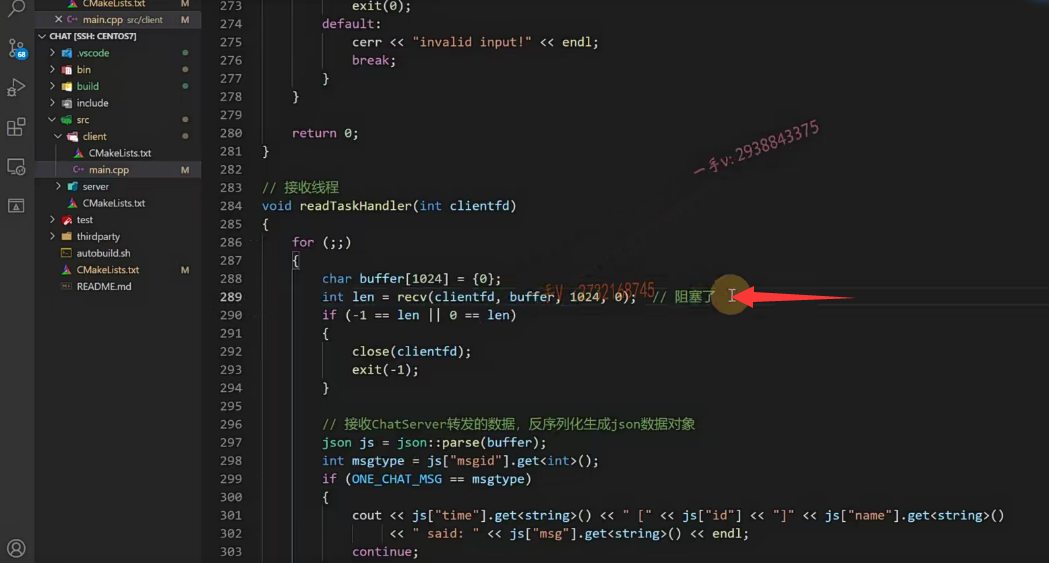 CMakeLists.txt M
main.cpp src/client M
CHAT [SSH: CENTOS7]
.vscode
bin
build
include
src
client
CMakeLists.txt
main.cpp M
server
CMakeLists.txt
test
thirdparty
autobuild.sh
CMakeLists.txt M
README.md
68
273 exit(0);
274 default:
275 cerr << "invalid input!" << endl;
276 break;
277 }
278 }
279
280 return 0;
281 }
282
283 // 接收线程
284 void readTaskHandler(int clientfd)
285 {
286 for (;;)
287 {
288 char buffer[1024] = {0};
289 int len = recv(clientfd, buffer, 1024, 0); // 阻塞了
290 if (-1 == len || 0 == len)
291 {
292 close(clientfd);
293 exit(-1);
294 }
295
296 // 接收ChatServer转发的数据，反序列化生成json数据对象
297 json js = json::parse(buffer);
298 int msgtype = js["msgid"].get<int>();
299 if (ONE_CHAT_MSG == msgtype)
300 {
301 cout << js["time"].get<string>() << " [" << js["id"] << "]" << js["name"].get<string>()
302 << " said: " << js["msg"].get<string>() << endl;
303 continue;
一手v: 2938843375